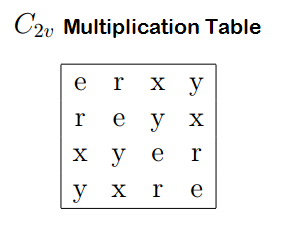 C2v Multiplication Table
e r x y
r e y x
x y e r
y x r e